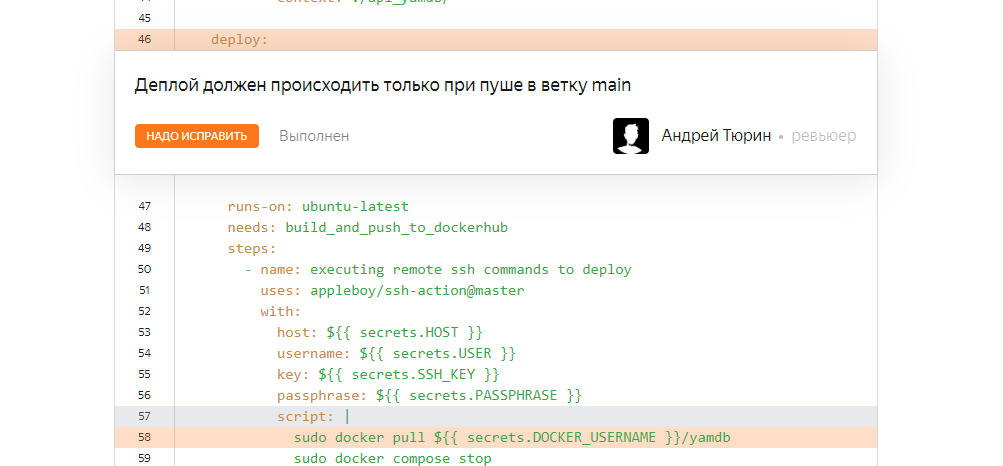 45
46 deploy:
Деплой должен происходить только при пуше в ветку main
НАДО ИСПРАВИТЬ Выполнен Андрей Тюрин • ревьюер
47 runs-on: ubuntu-latest
48 needs: build_and_push_to_dockerhub
49 steps:
50 - name: executing remote ssh commands to deploy
51 uses: appleboy/ssh-action@master
52 with:
53 host: ${{ secrets.HOST }}
54 username: ${{ secrets.USER }}
55 key: ${{ secrets.SSH_KEY }}
56 passphrase: ${{ secrets.PASSPHRASE }}
57 script: |
58 sudo docker pull ${{ secrets.DOCKER_USERNAME }}/yamdb
59 sudo docker compose stop